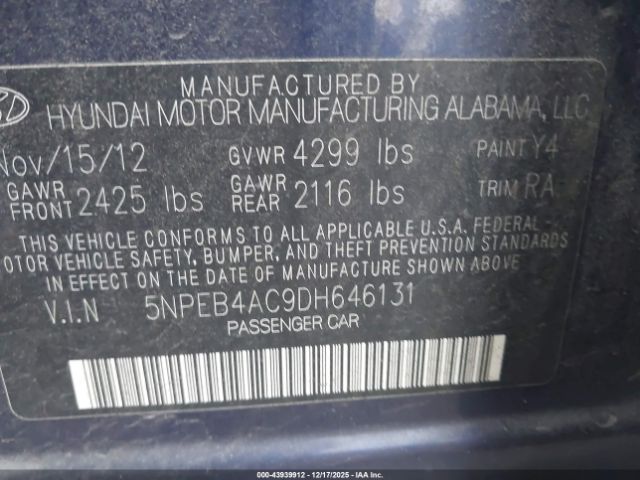 MANUFACTURED BY
HYUNDAI MOTOR MANUFACTURING ALABAMA, LLC
Nov/15/12 GVWR 4299 lbs PAINT Y4
GAWR FRONT 2425 lbs GAWR REAR 2116 lbs TRIM RA
THIS VEHICLE CONFORMS TO ALL APPLICABLE U.S.A. FEDERAL
MOTOR VEHICLE SAFETY, BUMPER, AND THEFT PREVENTION STANDARDS
IN EFFECT ON THE DATE OF MANUFACTURE SHOWN ABOVE
V.I.N 5NPEB4AC9DH646131
PASSENGER CAR
000-43939912 - 12/17/2025 - IAA Inc.